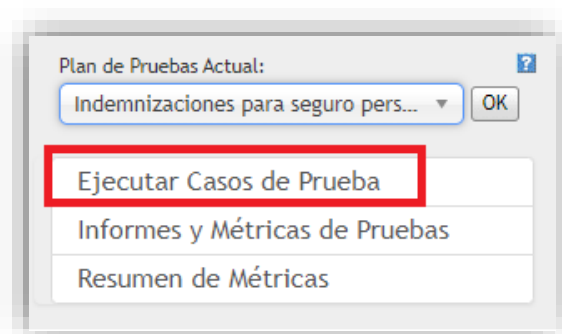 Plan de Pruebas Actual:
?
Indemnizaciones para seguro pers...
OK
Ejecutar Casos de Prueba
Informes y Métricas de Pruebas
Resumen de Métricas